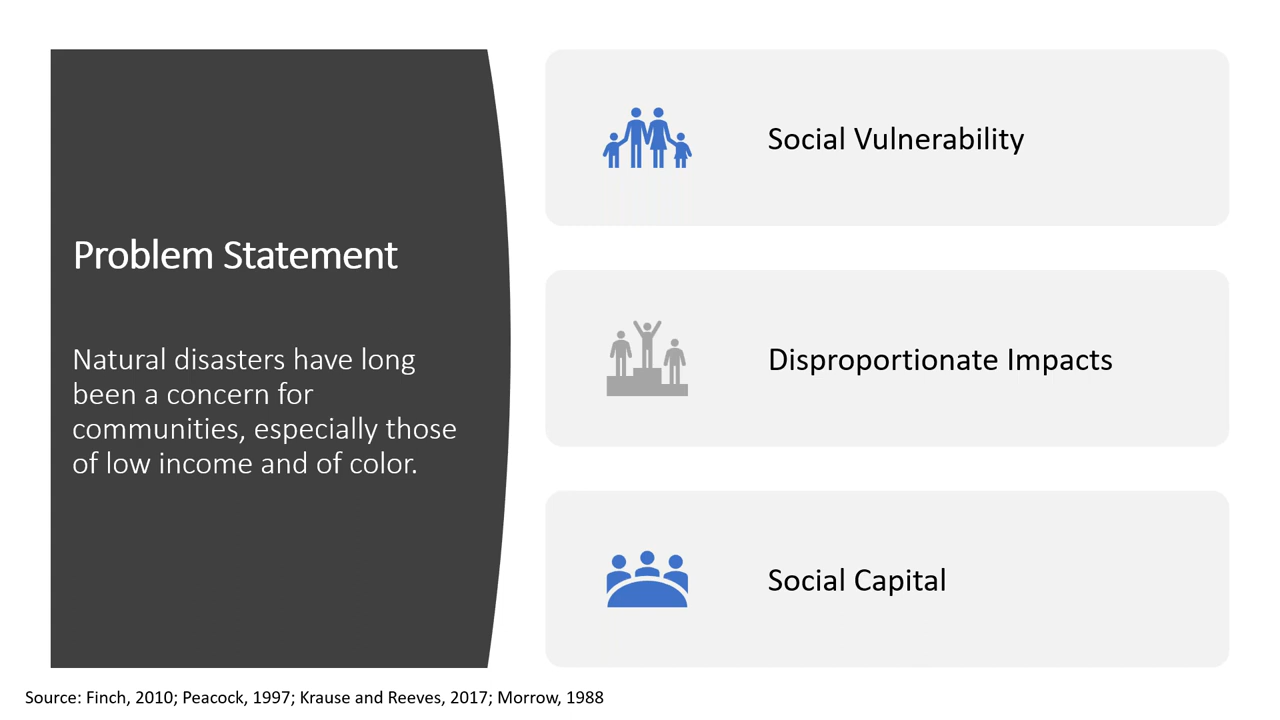 Problem Statement
Natural disasters have long
been a concern for
communities, especially those
of low income and of color.
Social Vulnerability
Disproportionate Impacts
Social Capital
Source: Finch, 2010; Peacock, 1997; Krause and Reeves, 2017; Morrow, 1988